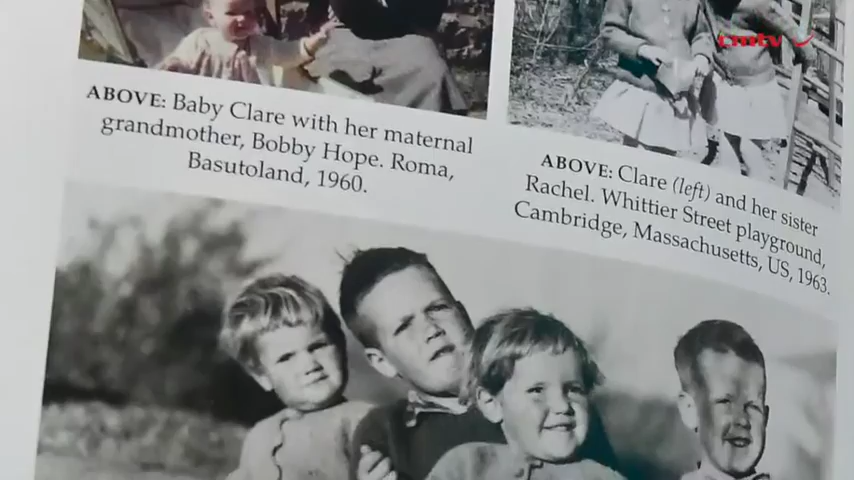 cmtv
ABOVE: Baby Clare with her maternal
grandmother, Bobby Hope. Roma,
Basutoland, 1960.
ABOVE: Clare (left) and her sister
Rachel. Whittier Street playground,
Cambridge, Massachusetts, US, 1963.